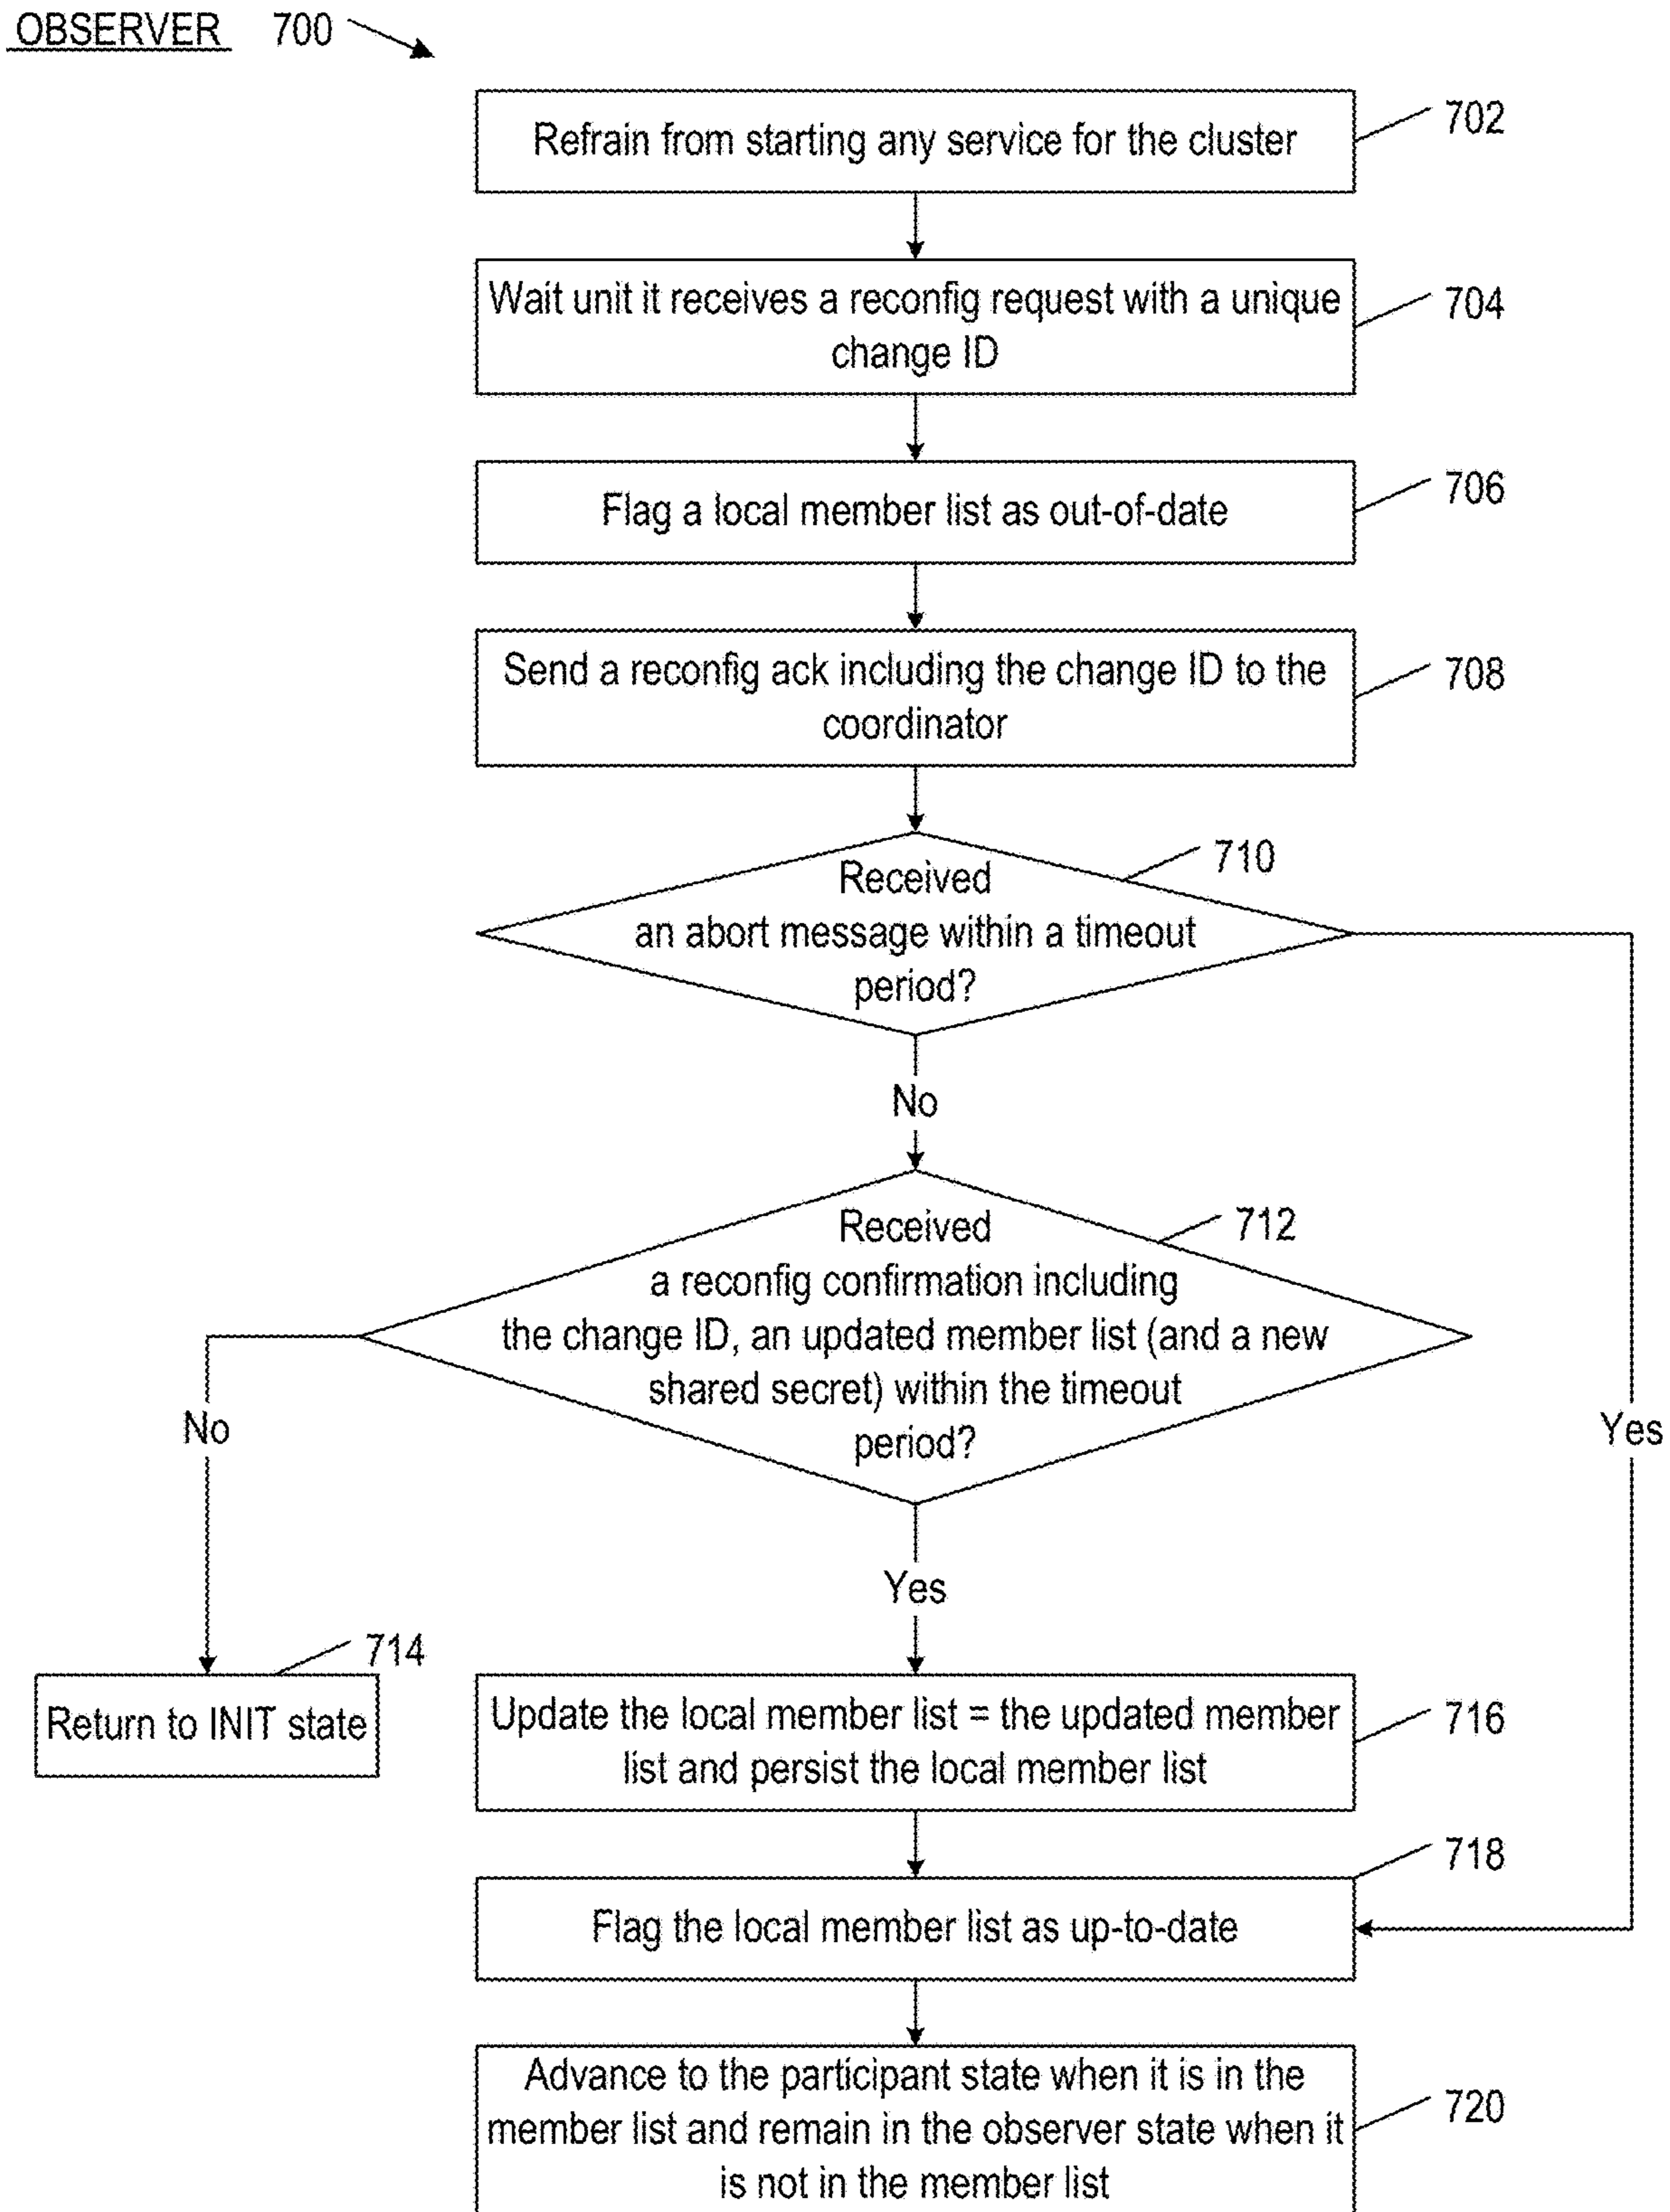 OBSERVER 700
Refrain from starting any service for the cluster
702
Wait unit it receives a reconfig request with a unique
change ID
704
Flag a local member list as out-of-date
706
Send a reconfig ack including the change ID to the
coordinator
708
710
Received
an abort message within a timeout
period?
No
Yes
712
Received
a reconfig confirmation including
the change ID, an updated member list (and a new
shared secret) within the timeout
period?
No
Yes
714
Return to INIT state
Update the local member list = the updated member
list and persist the local member list
716
718
Flag the local member list as up-to-date
Advance to the participant state when it is in the
member list and remain in the observer state when it
is not in the member list
720